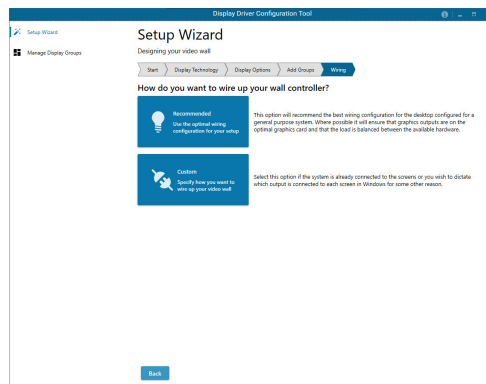 Display Driver Configuration Tool
Setup Wizard
Manage Display Groups
Setup Wizard
Designing your video wall
Start
Display Technology
Display Options
Add Groups
Wiring
How do you want to wire up your wall controller?
Recommended
Use the optimal wiring
configuration for your setup
This option will recommend the best wiring configuration for the desktop configured for a
general purpose system. Where possible it will ensure that graphics outputs are on the
optimal graphics card and that the load is balanced between the available hardware.
Custom
Specify how you want to
wire up your video wall
Select this option if the system is already connected to the screens or you wish to dictate
which output is connected to each screen in Windows for some other reason.
Back